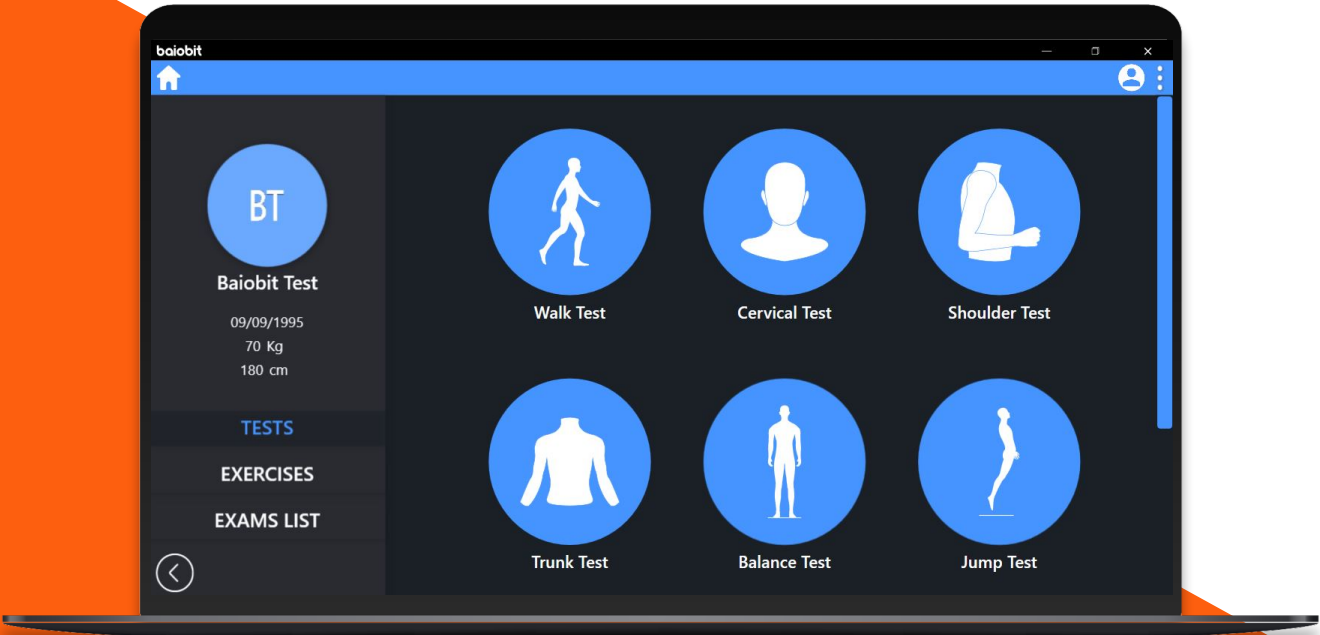 baiobit
BT
Baiobit Test
09/09/1995
70 Kg
180 cm
TESTS
EXERCISES
EXAMS LIST
Walk Test
Cervical Test
Shoulder Test
Trunk Test
Balance Test
Jump Test